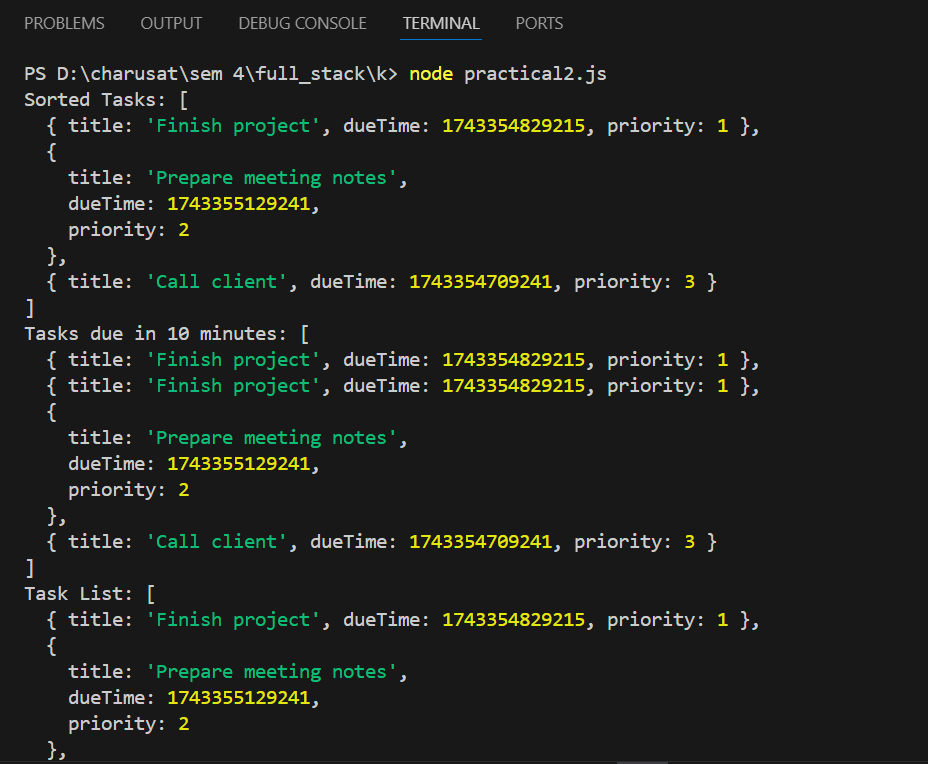 PROBLEMS OUTPUT DEBUG CONSOLE TERMINAL PORTS
PS D:\charusat\sem 4\full_stack\k> node practical2.js
Sorted Tasks: [
  { title: 'Finish project', dueTime: 1743354829215, priority: 1 },
  {
    title: 'Prepare meeting notes',
    dueTime: 1743355129241,
    priority: 2
  },
  { title: 'Call client', dueTime: 1743354709241, priority: 3 }
]
Tasks due in 10 minutes: [
  { title: 'Finish project', dueTime: 1743354829215, priority: 1 },
  { title: 'Finish project', dueTime: 1743354829215, priority: 1 },
  {
    title: 'Prepare meeting notes',
    dueTime: 1743355129241,
    priority: 2
  },
  { title: 'Call client', dueTime: 1743354709241, priority: 3 }
]
Task List: [
  { title: 'Finish project', dueTime: 1743354829215, priority: 1 },
  {
    title: 'Prepare meeting notes',
    dueTime: 1743355129241,
    priority: 2
  },